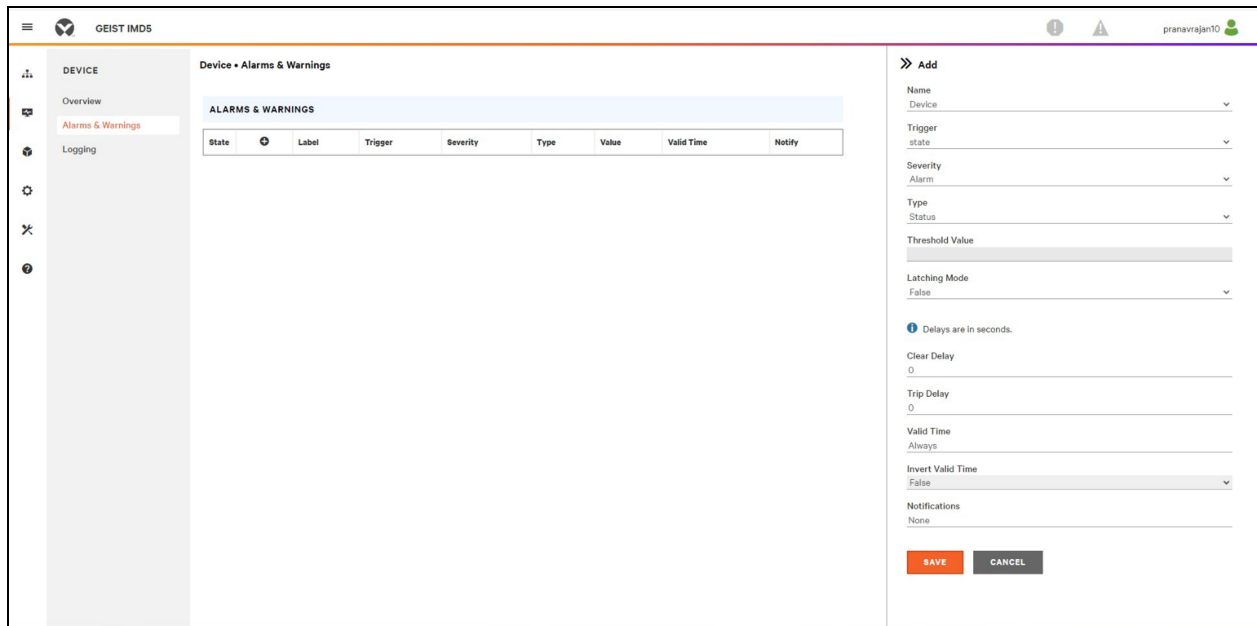 GEIST IMD5
pranavrajan10
DEVICE
Overview
Alarms & Warnings
Logging
Device • Alarms & Warnings
ALARMS & WARNINGS
State Label Trigger Severity Type Value Valid Time Notify
Add
Name
Device
Trigger
state
Severity
Alarm
Type
Status
Threshold Value
Latching Mode
False
Delays are in seconds.
Clear Delay
0
Trip Delay
0
Valid Time
Always
Invert Valid Time
False
Notifications
None
SAVE CANCEL